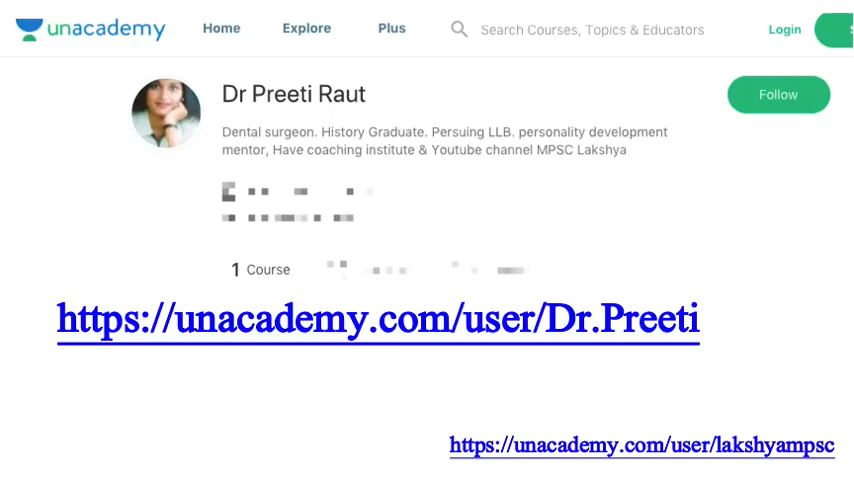 unacademy Home Explore Plus Search Courses, Topics & Educators Login
Dr Preeti Raut Follow
Dental surgeon. History Graduate. Persuing LLB. personality development
mentor, Have coaching institute & Youtube channel MPSC Lakshya
1 Course
https://unacademy.com/user/Dr.Preeti
https://unacademy.com/user/lakshyampsc